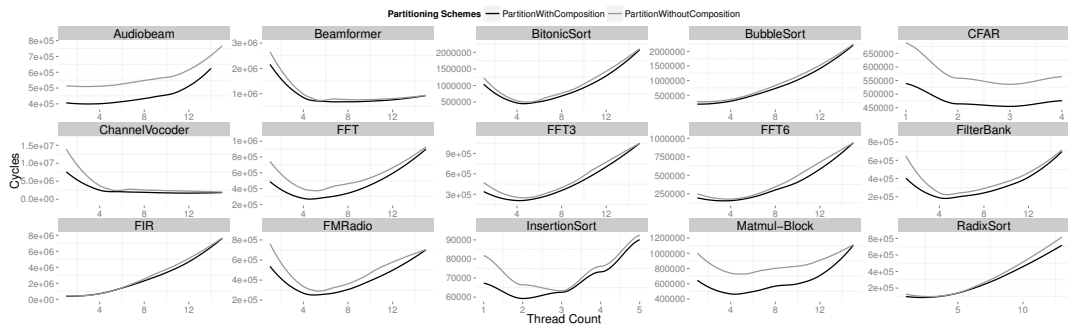 Partitioning Schemes PartitionWithComposition PartitionWithoutComposition
Audiobeam Beamformer BitonicSort BubbleSort CFAR
8e+05 3e+06 2000000 2000000 650000
7e+05 2e+06 1500000 1500000 600000
6e+05 1e+06 1000000 1000000 550000
5e+05 500000 500000 500000
4e+05 450000
4 8 12 4 8 12 4 8 12 4 8 12 1 2 3 4
ChannelVocoder FFT FFT3 FFT6 FilterBank
1.5e+07 1e+06 9e+05 1000000 8e+05
1.0e+07 8e+05 6e+05 750000 6e+05
5.0e+06 6e+05 3e+05 500000 4e+05
0.0e+00 4e+05 250000 2e+05
2e+05
4 8 12 4 8 12 4 8 12 4 8 12 4 8 12
FIR FMRadio InsertionSort Matmul-Block RadixSort
8e+06 8e+05 90000 1200000 8e+05
6e+06 6e+05 80000 1000000 6e+05
4e+06 4e+05 70000 800000 4e+05
2e+06 2e+05 60000 600000 2e+05
0e+00 400000
4 8 12 4 8 12 1 2 3 4 5 4 8 12 5 10
Cycles
Thread Count